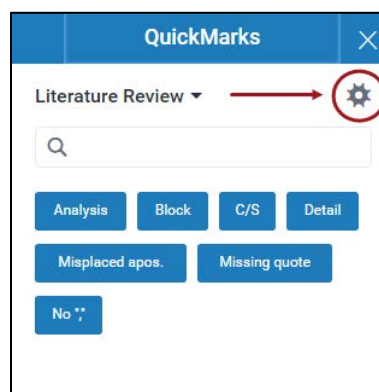 QuickMarks
Literature Review
Analysis Block C/S Detail
Misplaced apos. Missing quote
No ","